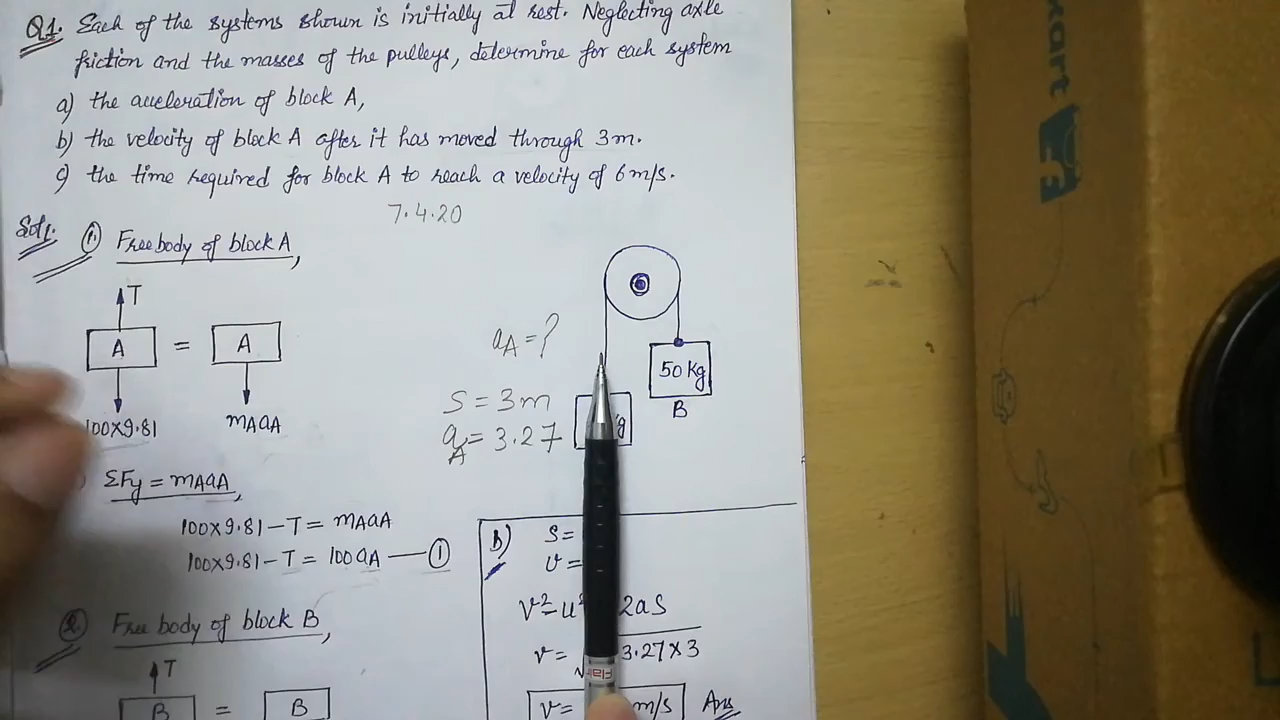 Q1. Each of the systems shown is initially at rest. Neglecting axle
friction and the masses of the pulleys, determine for each system
a) the acceleration of block A,
b) the velocity of block A after it has moved through 3m.
c) the time required for block A to reach a velocity of 6m/s.
7.4.20
Sol1.
① Free body of block A,
T
A = A
100×9.81
mAaA
ΣFy = mAaA,
100×9.81 - T = mAaA
100×9.81 - T = 100aA — ①
② Free body of block B,
T
B = B
aA = ?
S = 3m
aA = 3.27
50 Kg
B
g
b) S=
v=
v²= u² 2aS
v= √ 3.27×3
v= m/s Ans
xart
Flair